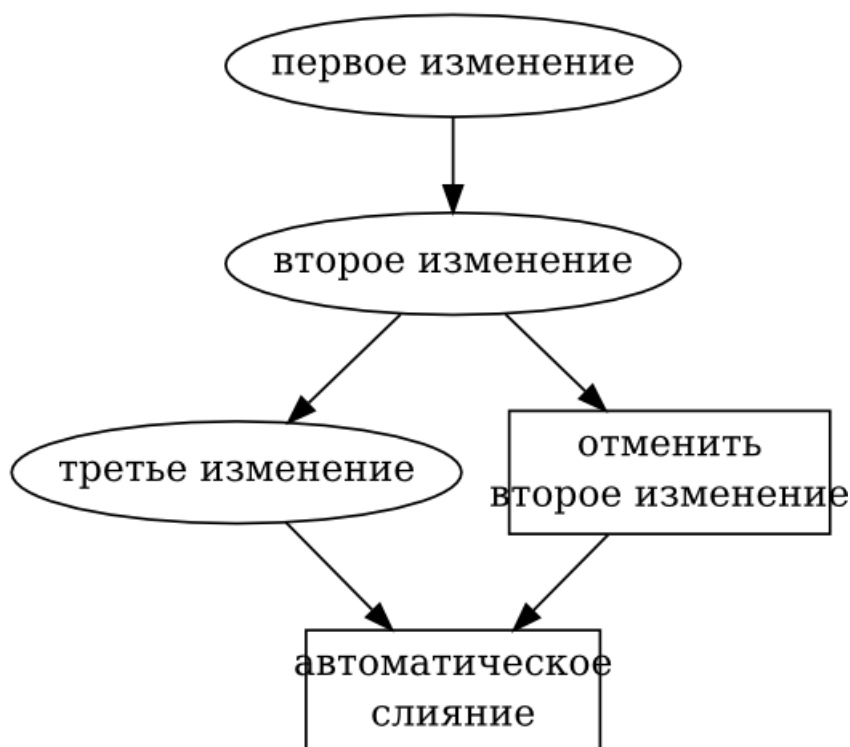 первое изменение
второе изменение
третье изменение
отменить
второе изменение
автоматическое
слияние